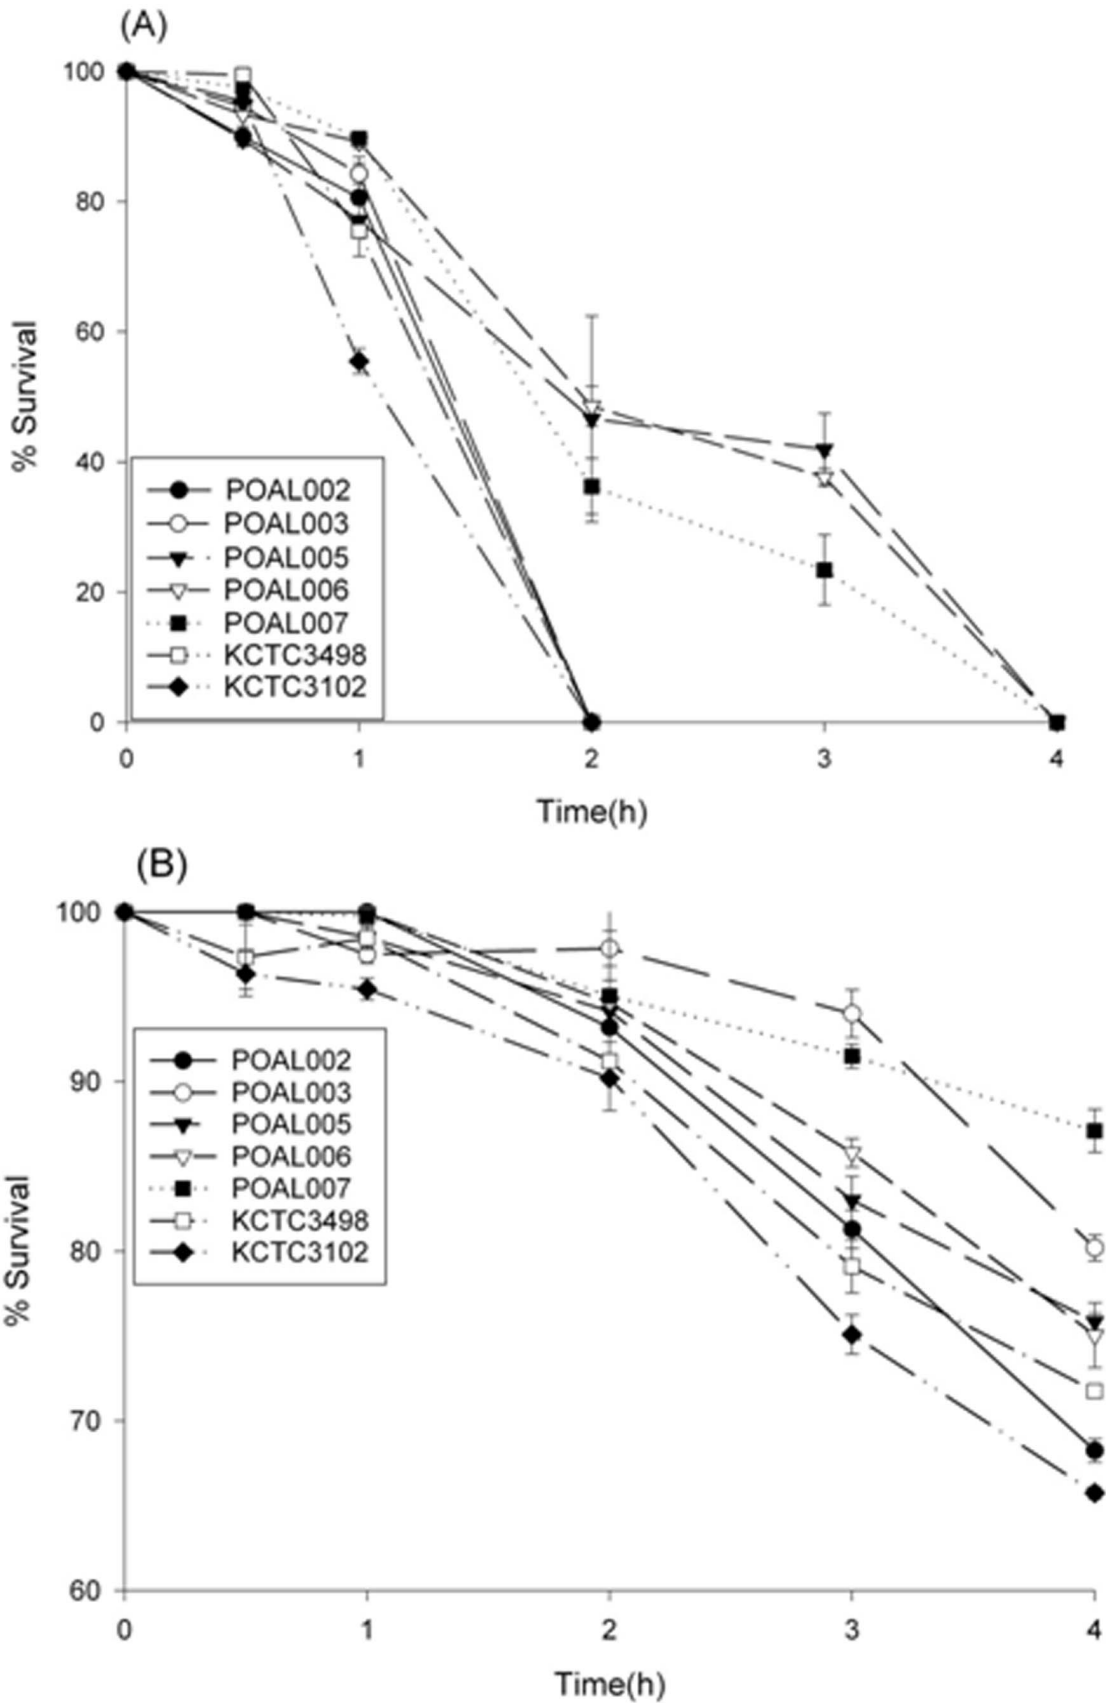 (A)
100
80
60
40
20
0
% Survival
POAL002
POAL003
POAL005
POAL006
POAL007
KCTC3498
KCTC3102
0 1 2 3 4
Time(h)
(B)
100
90
80
70
60
% Survival
POAL002
POAL003
POAL005
POAL006
POAL007
KCTC3498
KCTC3102
0 1 2 3 4
Time(h)